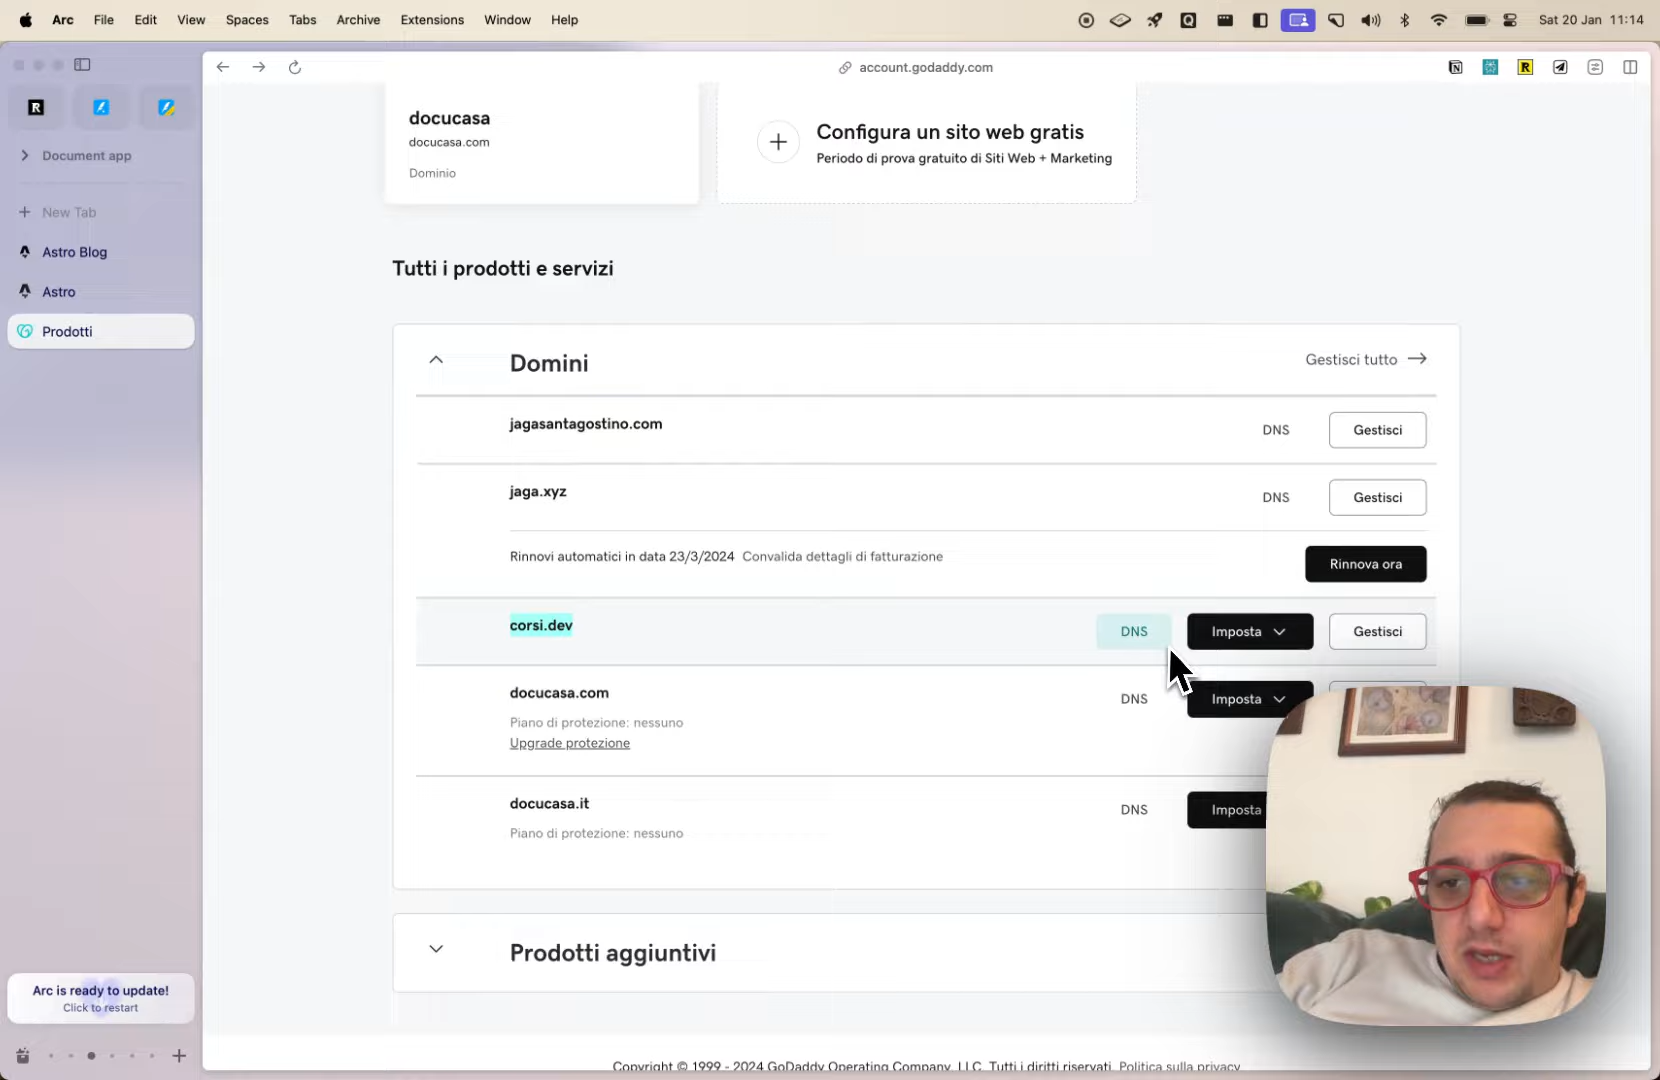 Arc File Edit View Spaces Tabs Archive Extensions Window Help Sat 20 Jan 11:14
account.godaddy.com
Document app
New Tab
Astro Blog
Astro
Prodotti
Arc is ready to update!
Click to restart
docucasa
docucasa.com
Dominio
Configura un sito web gratis
Periodo di prova gratuito di Siti Web + Marketing
Tutti i prodotti e servizi
Domini Gestisci tutto
jagasantagostino.com DNS Gestisci
jaga.xyz DNS Gestisci
Rinnovi automatici in data 23/3/2024 Convalida dettagli di fatturazione Rinnova ora
corsi.dev DNS Imposta Gestisci
docucasa.com DNS Imposta
Piano di protezione: nessuno
Upgrade protezione
docucasa.it DNS Imposta
Piano di protezione: nessuno
Prodotti aggiuntivi
Copyright © 1999 - 2024 GoDaddy Operating Company, LLC. Tutti i diritti riservati. Politica sulla privacy